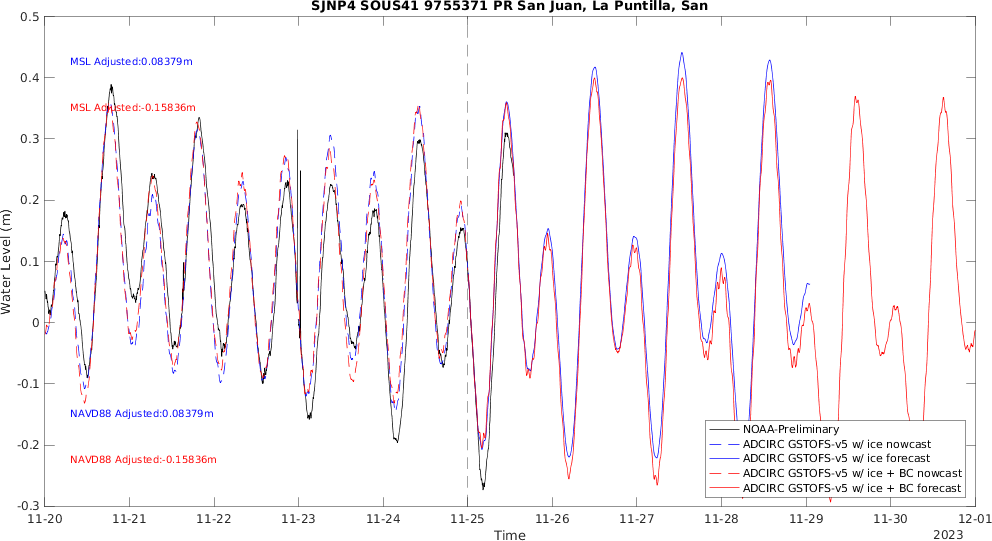 SJNP4 SOUS41 9755371 PR San Juan, La Puntilla, San
0.5
0.4
0.3
0.2
0.1
0
-0.1
-0.2
-0.3
Water Level (m)
MSL Adjusted:0.08379m
MSL Adjusted:-0.15836m
NAVD88 Adjusted:0.08379m
NAVD88 Adjusted:-0.15836m
NOAA-Preliminary
ADCIRC GSTOFS-v5 w/ ice nowcast
ADCIRC GSTOFS-v5 w/ ice forecast
ADCIRC GSTOFS-v5 w/ ice + BC nowcast
ADCIRC GSTOFS-v5 w/ ice + BC forecast
11-20 11-21 11-22 11-23 11-24 11-25 11-26 11-27 11-28 11-29 11-30 12-01
Time
2023